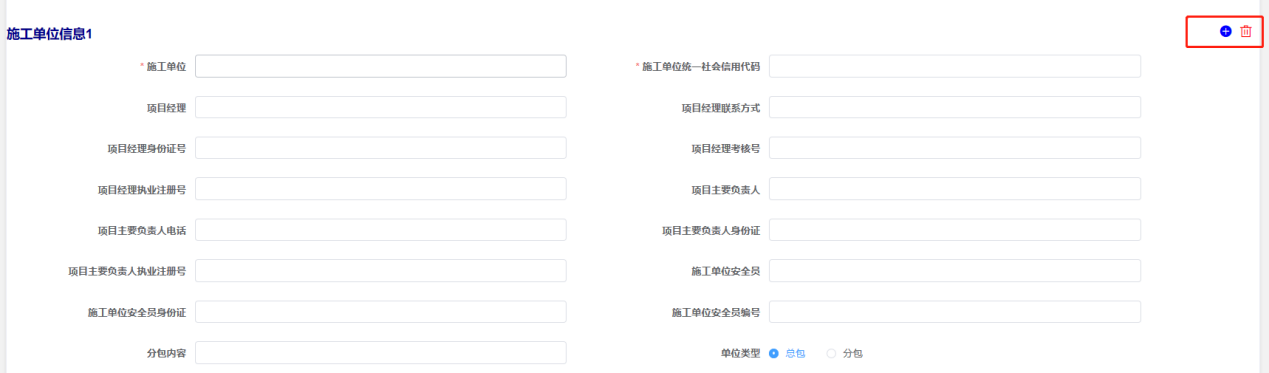 施工单位信息1
* 施工单位
* 施工单位统一社会信用代码
项目经理
项目经理联系方式
项目经理身份证号
项目经理考核号
项目经理执业注册号
项目主要负责人
项目主要负责人电话
项目主要负责人身份证
项目主要负责人执业注册号
施工单位安全员
施工单位安全员身份证
施工单位安全员编号
分包内容
单位类型 总包 分包